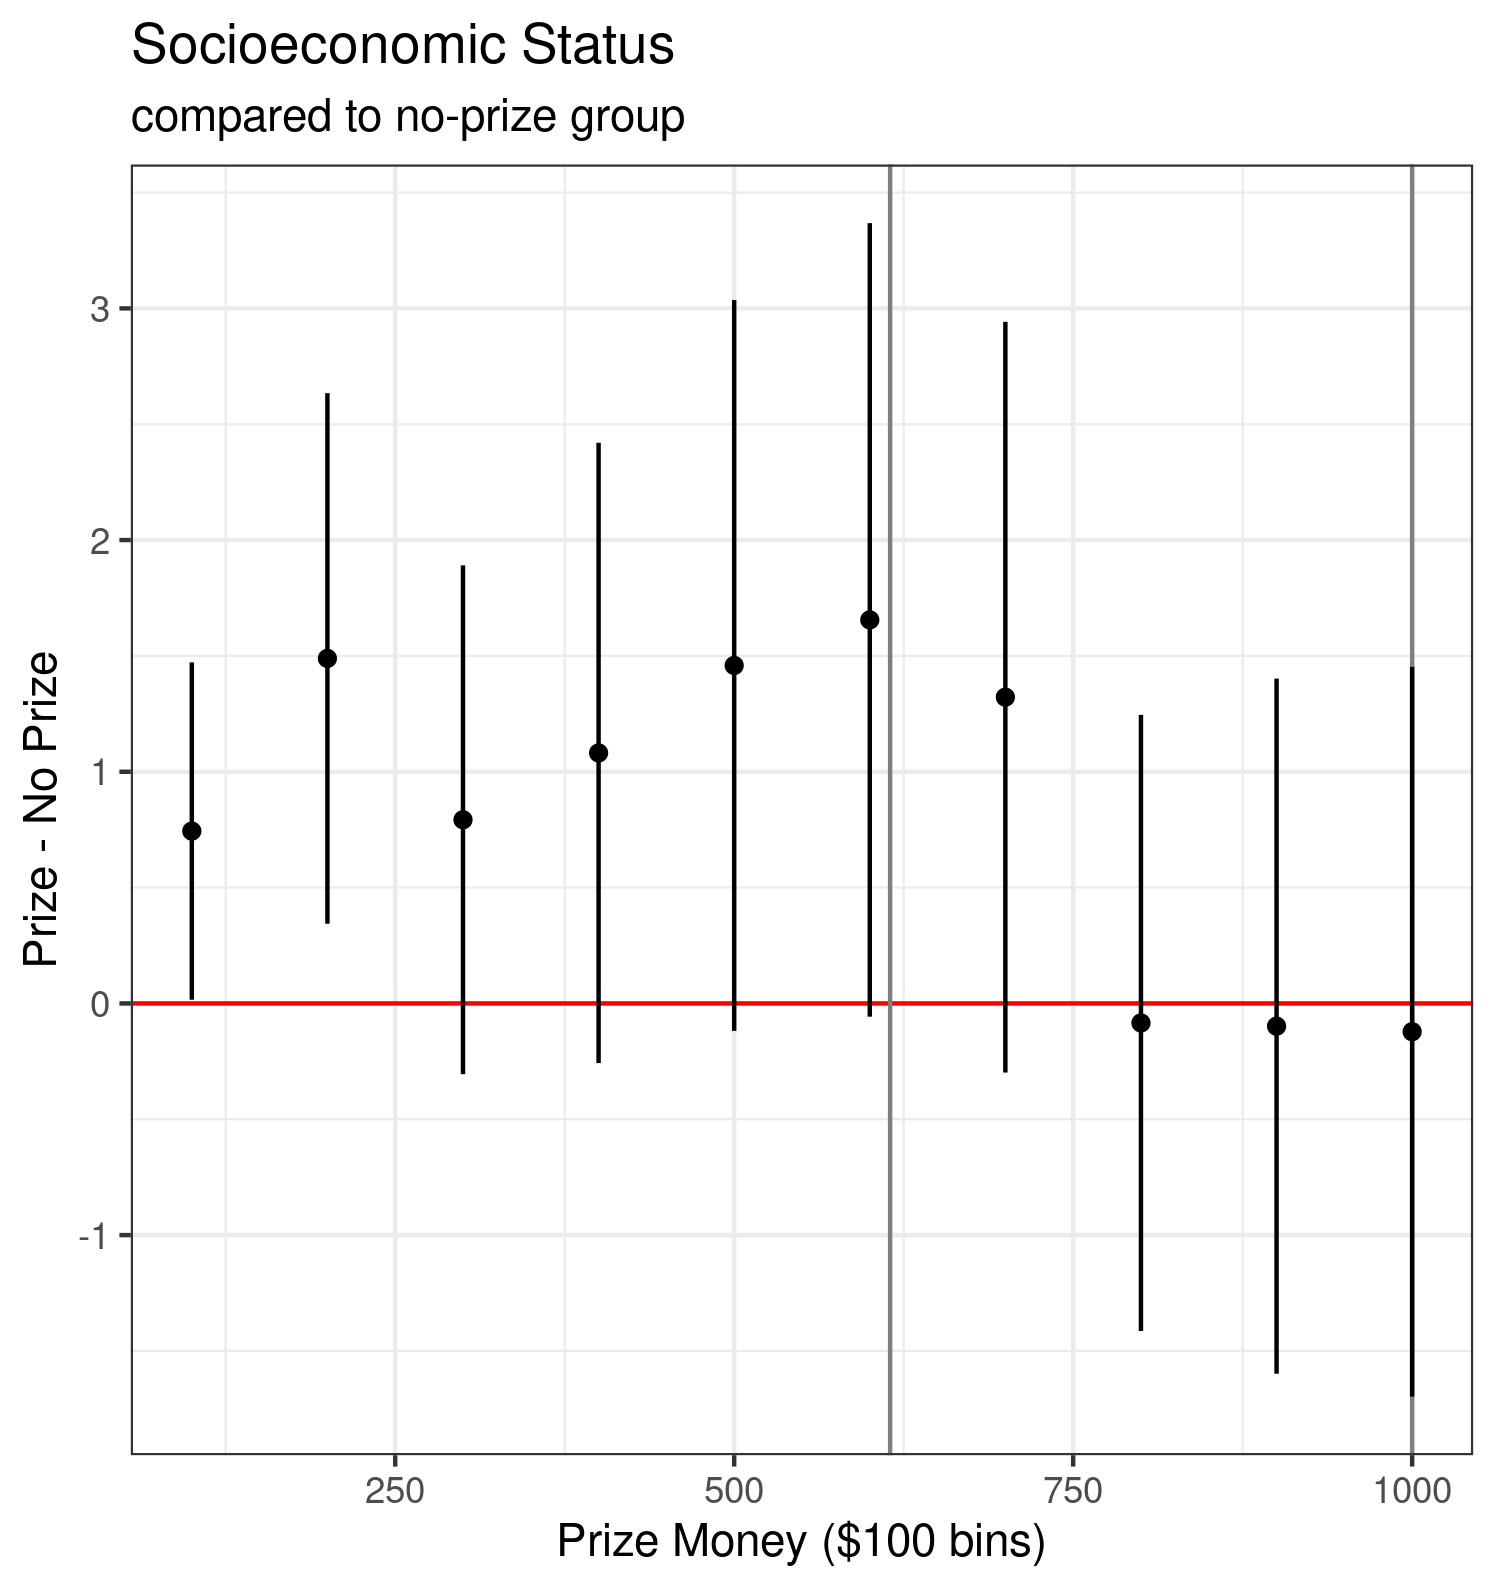 Socioeconomic Status
compared to no-prize group
Prize - No Prize
3
2
1
0
-1
250 500 750 1000
Prize Money ($100 bins)